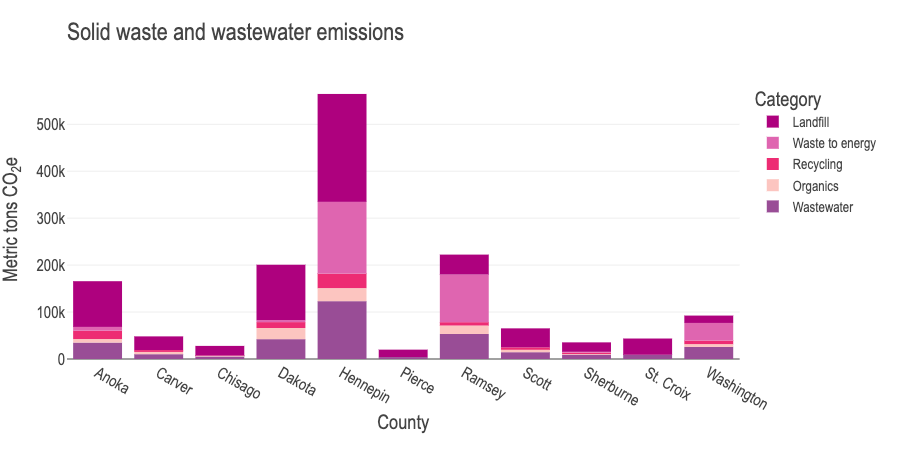 Solid waste and wastewater emissions
Category
Landfill
Waste to energy
Recycling
Organics
Wastewater
Metric tons CO₂e
500k
400k
300k
200k
100k
0
Anoka
Carver
Chisago
Dakota
Hennepin
Pierce
Ramsey
Scott
Sherburne
St. Croix
Washington
County